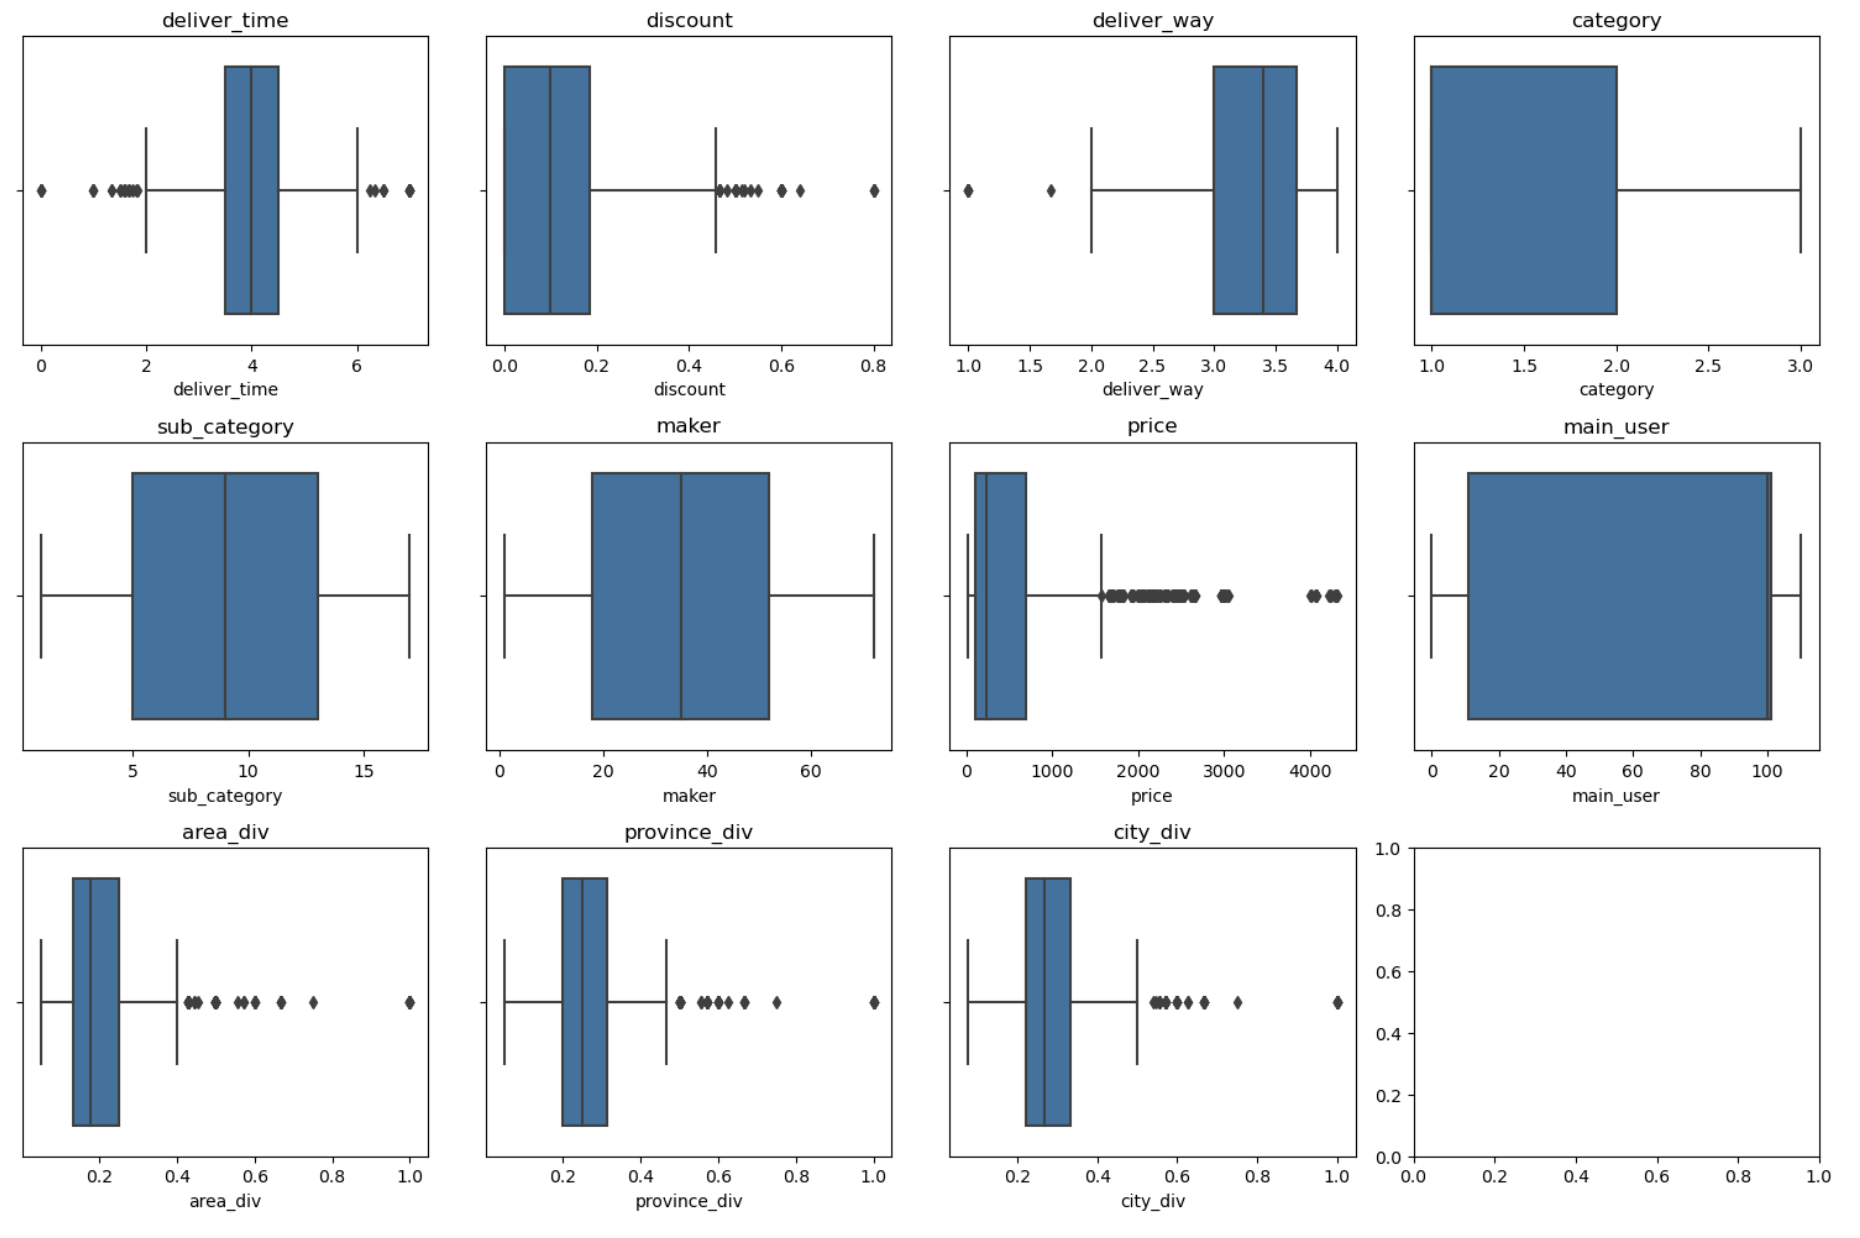 deliver_time discount deliver_way category
0 2 4 6 0.0 0.2 0.4 0.6 0.8 1.0 1.5 2.0 2.5 3.0 3.5 4.0 1.0 1.5 2.0 2.5 3.0
deliver_time discount deliver_way category
sub_category maker price main_user
5 10 15 0 20 40 60 0 1000 2000 3000 4000 0 20 40 60 80 100
sub_category maker price main_user
area_div province_div city_div
1.0
0.8
0.6
0.4
0.2
0.0
0.2 0.4 0.6 0.8 1.0 0.2 0.4 0.6 0.8 1.0 0.2 0.4 0.6 0.8 1.0 0.0 0.2 0.4 0.6 0.8 1.0
area_div province_div city_div